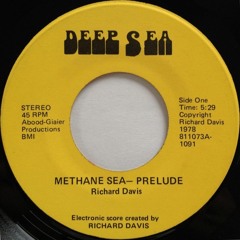 DEEP SEA
STEREO
45 RPM
Abood-Gisier
Productions
BMI
Side One
Time: 5:29
Copyright
Richard Davis
1978
811073A-
1091
METHANE SEA— PRELUDE
Richard Davis
Electronic score created by
RICHARD DAVIS